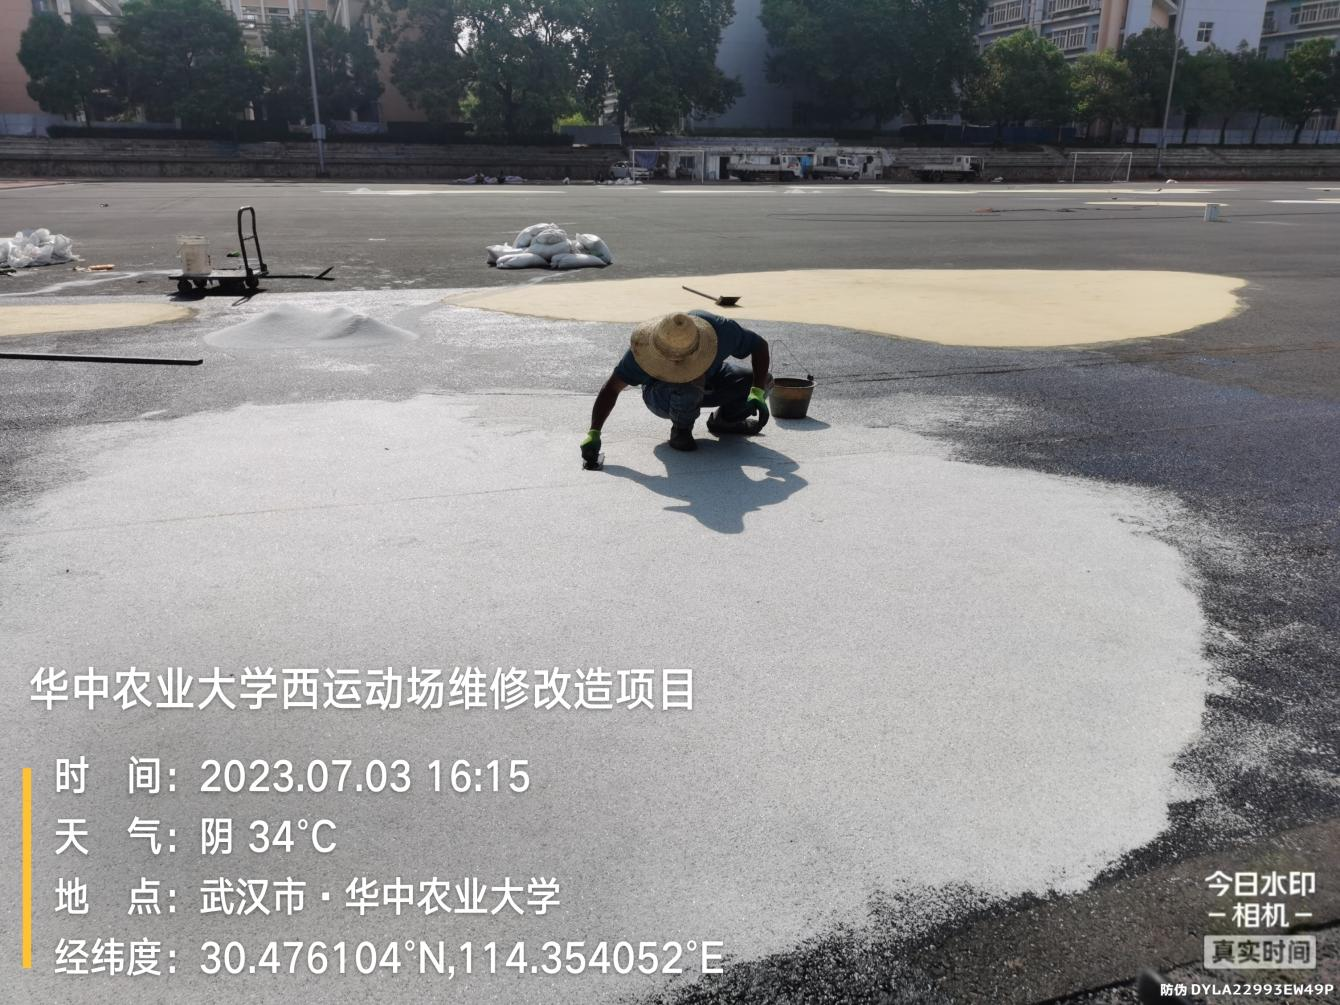 华中农业大学西运动场维修改造项目
时 间：2023.07.03 16:15
天 气：阴 34°C
地 点：武汉市·华中农业大学
经纬度：30.476104°N,114.354052°E
今日水印
-相机-
真实时间
防伪 DYLA22993EW49P